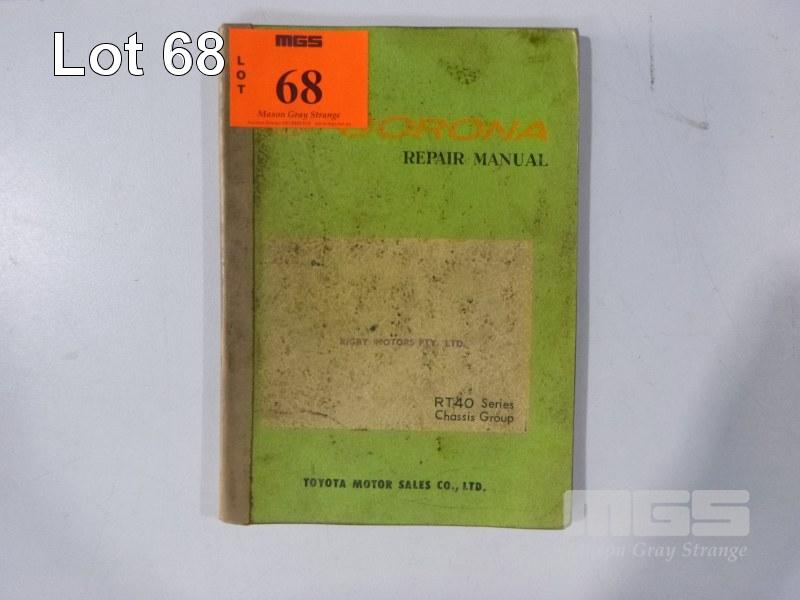 Lot 68
MGS
LOT
68
Mason Gray Strange
CORONA
REPAIR MANUAL
RIGBY MOTORS PTY. LTD.
RT40 Series
Chassis Group
TOYOTA MOTOR SALES CO., LTD.
MGS
Mason Gray Strange